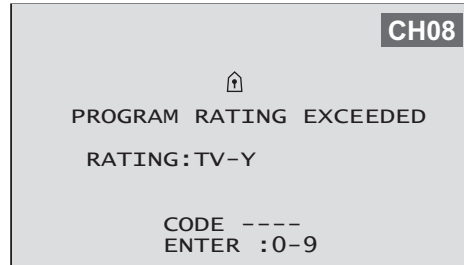 CH08
PROGRAM RATING EXCEEDED
RATING:TV-Y
CODE ----
ENTER :0-9